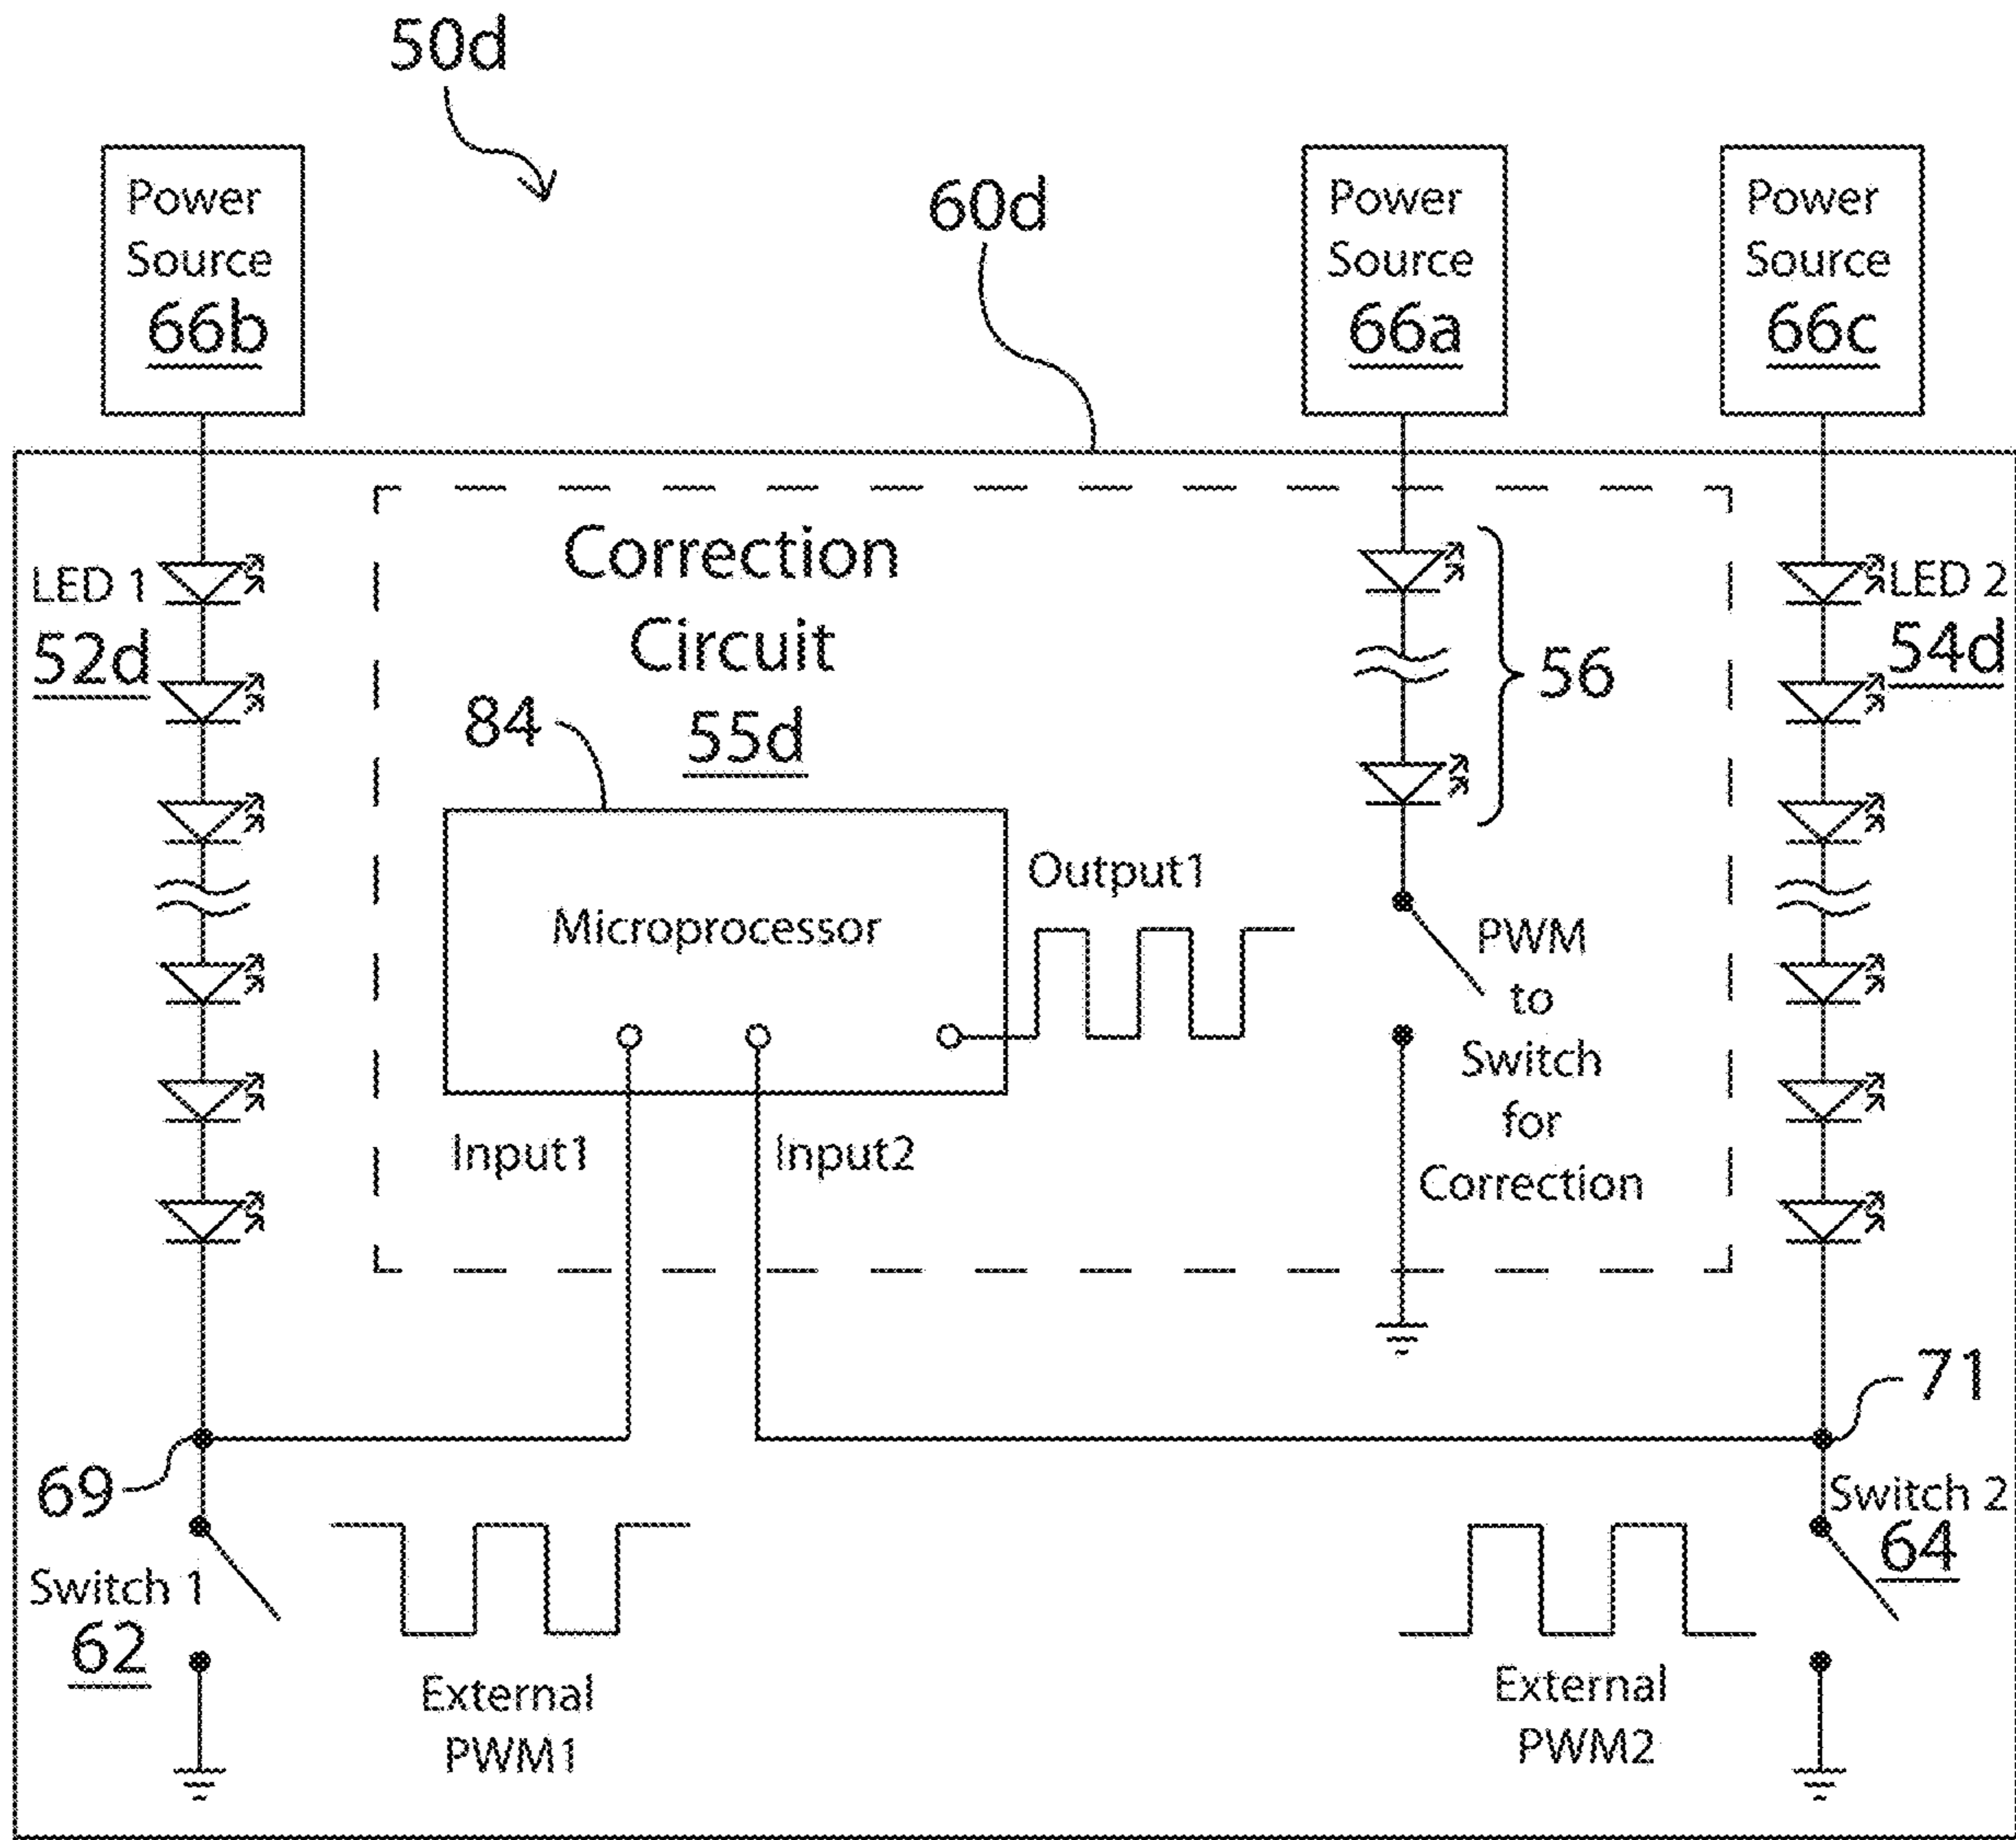 50d
60d
Power
Source
66b
Power
Source
66a
Power
Source
66c
LED 1
52d
Correction
Circuit
55d
84
Microprocessor
Output1
Input1
Input2
56
PWM
to
Switch
for
Correction
LED 2
54d
69
71
Switch 1
62
External
PWM1
External
PWM2
Switch 2
64